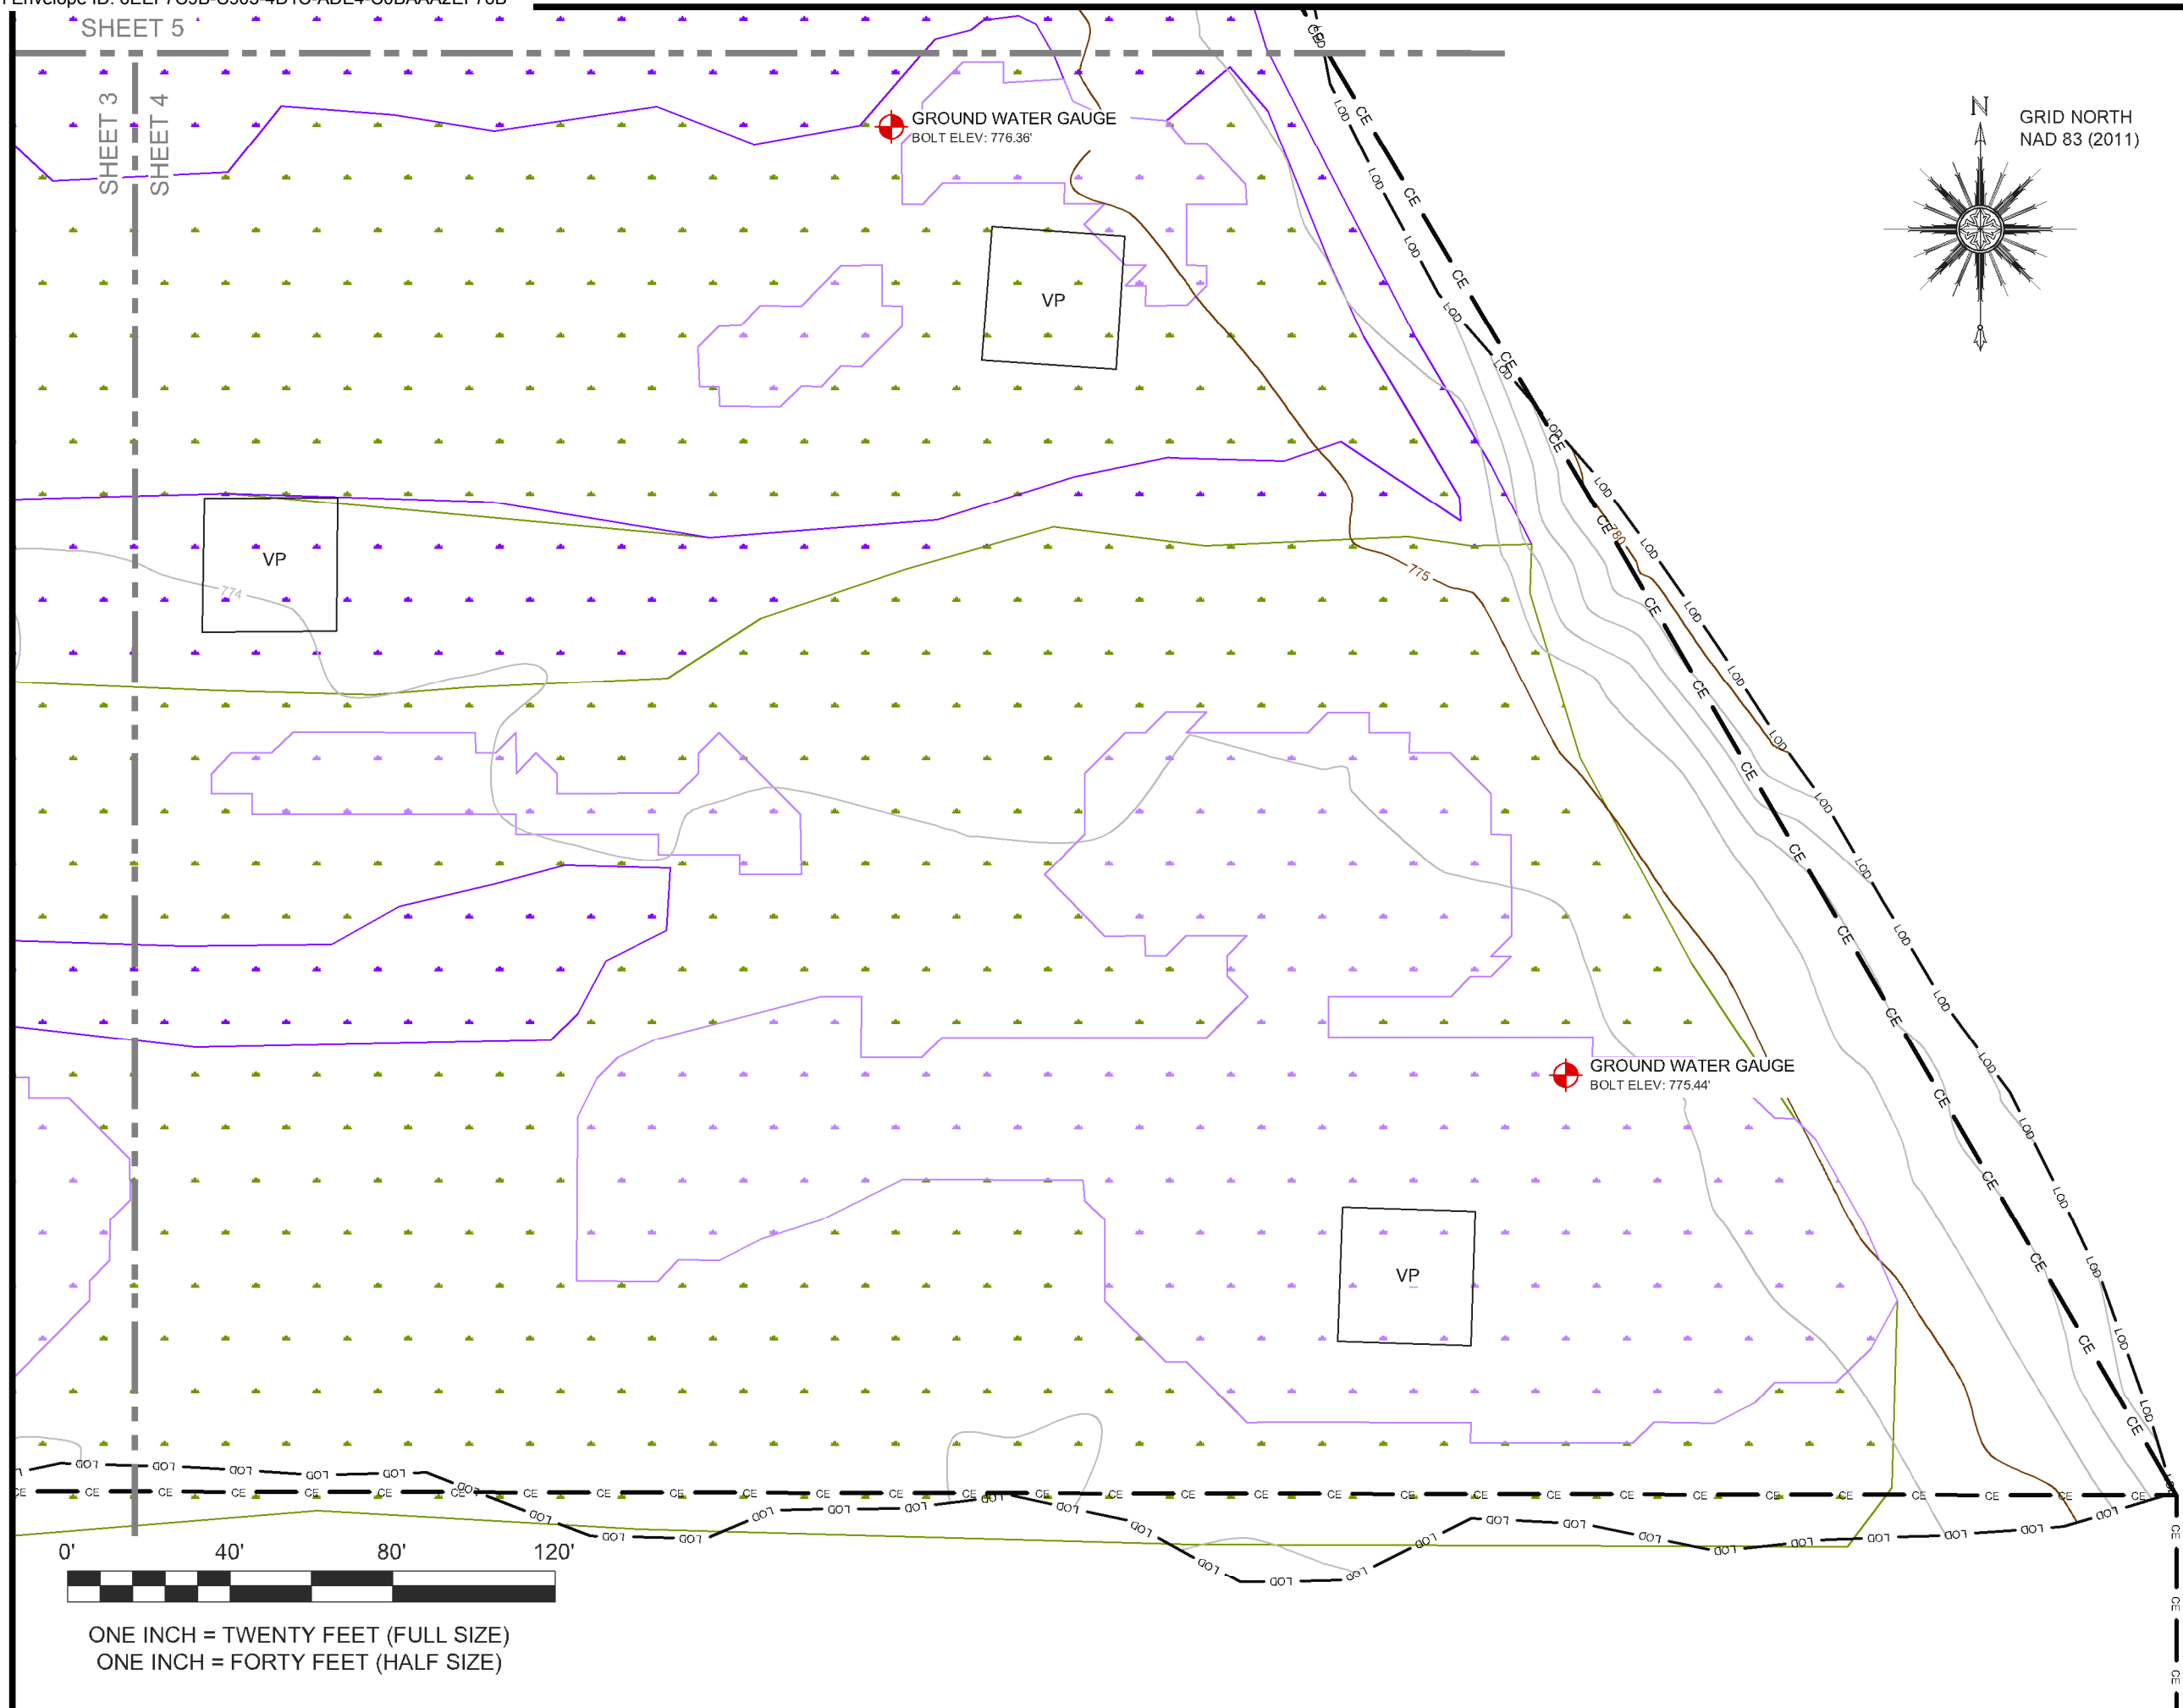 SHEET 5
SHEET 3
SHEET 4
GROUND WATER GAUGE
BOLT ELEV: 776.36'
N
GRID NORTH
NAD 83 (2011)
VP
VP
774
775
780
GROUND WATER GAUGE
BOLT ELEV: 775.44'
VP
CE
LOD
0' 40' 80' 120'
ONE INCH = TWENTY FEET (FULL SIZE)
ONE INCH = FORTY FEET (HALF SIZE)